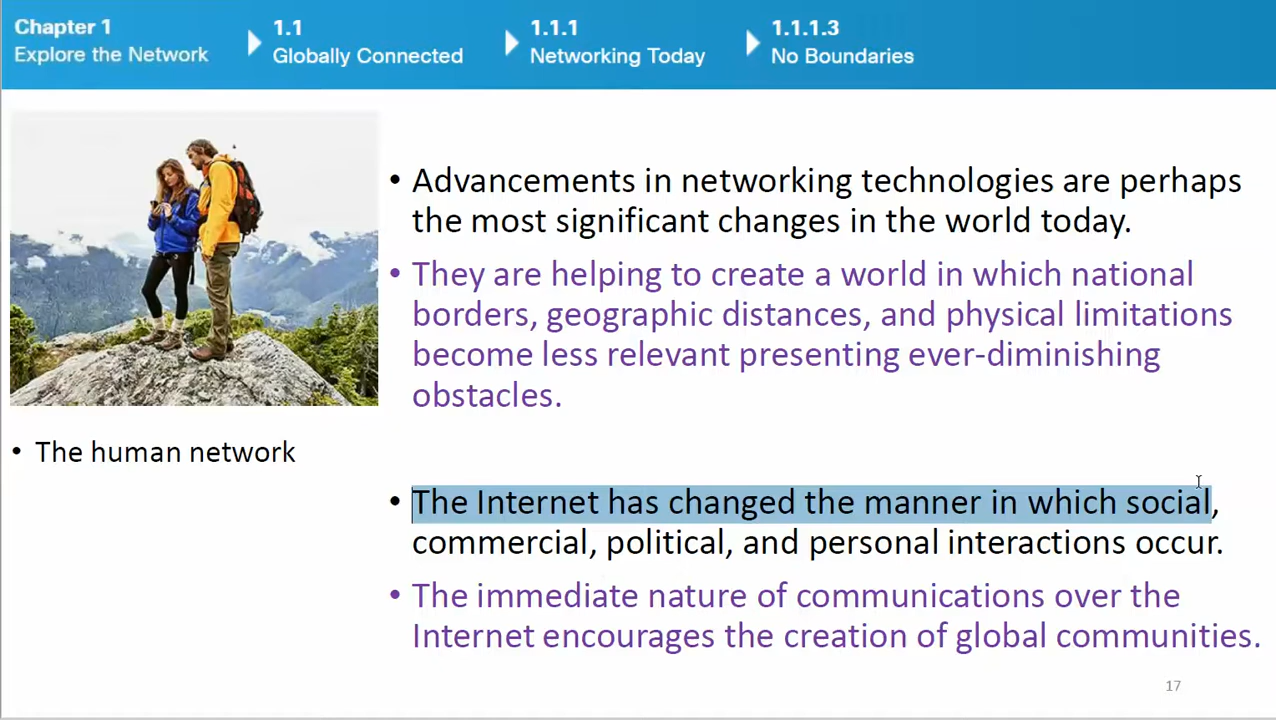 Chapter 1
Explore the Network
1.1
Globally Connected
1.1.1
Networking Today
1.1.1.3
No Boundaries
• Advancements in networking technologies are perhaps
the most significant changes in the world today.
• They are helping to create a world in which national
borders, geographic distances, and physical limitations
become less relevant presenting ever-diminishing
obstacles.
• The human network
• The Internet has changed the manner in which social,
commercial, political, and personal interactions occur.
• The immediate nature of communications over the
Internet encourages the creation of global communities.
17